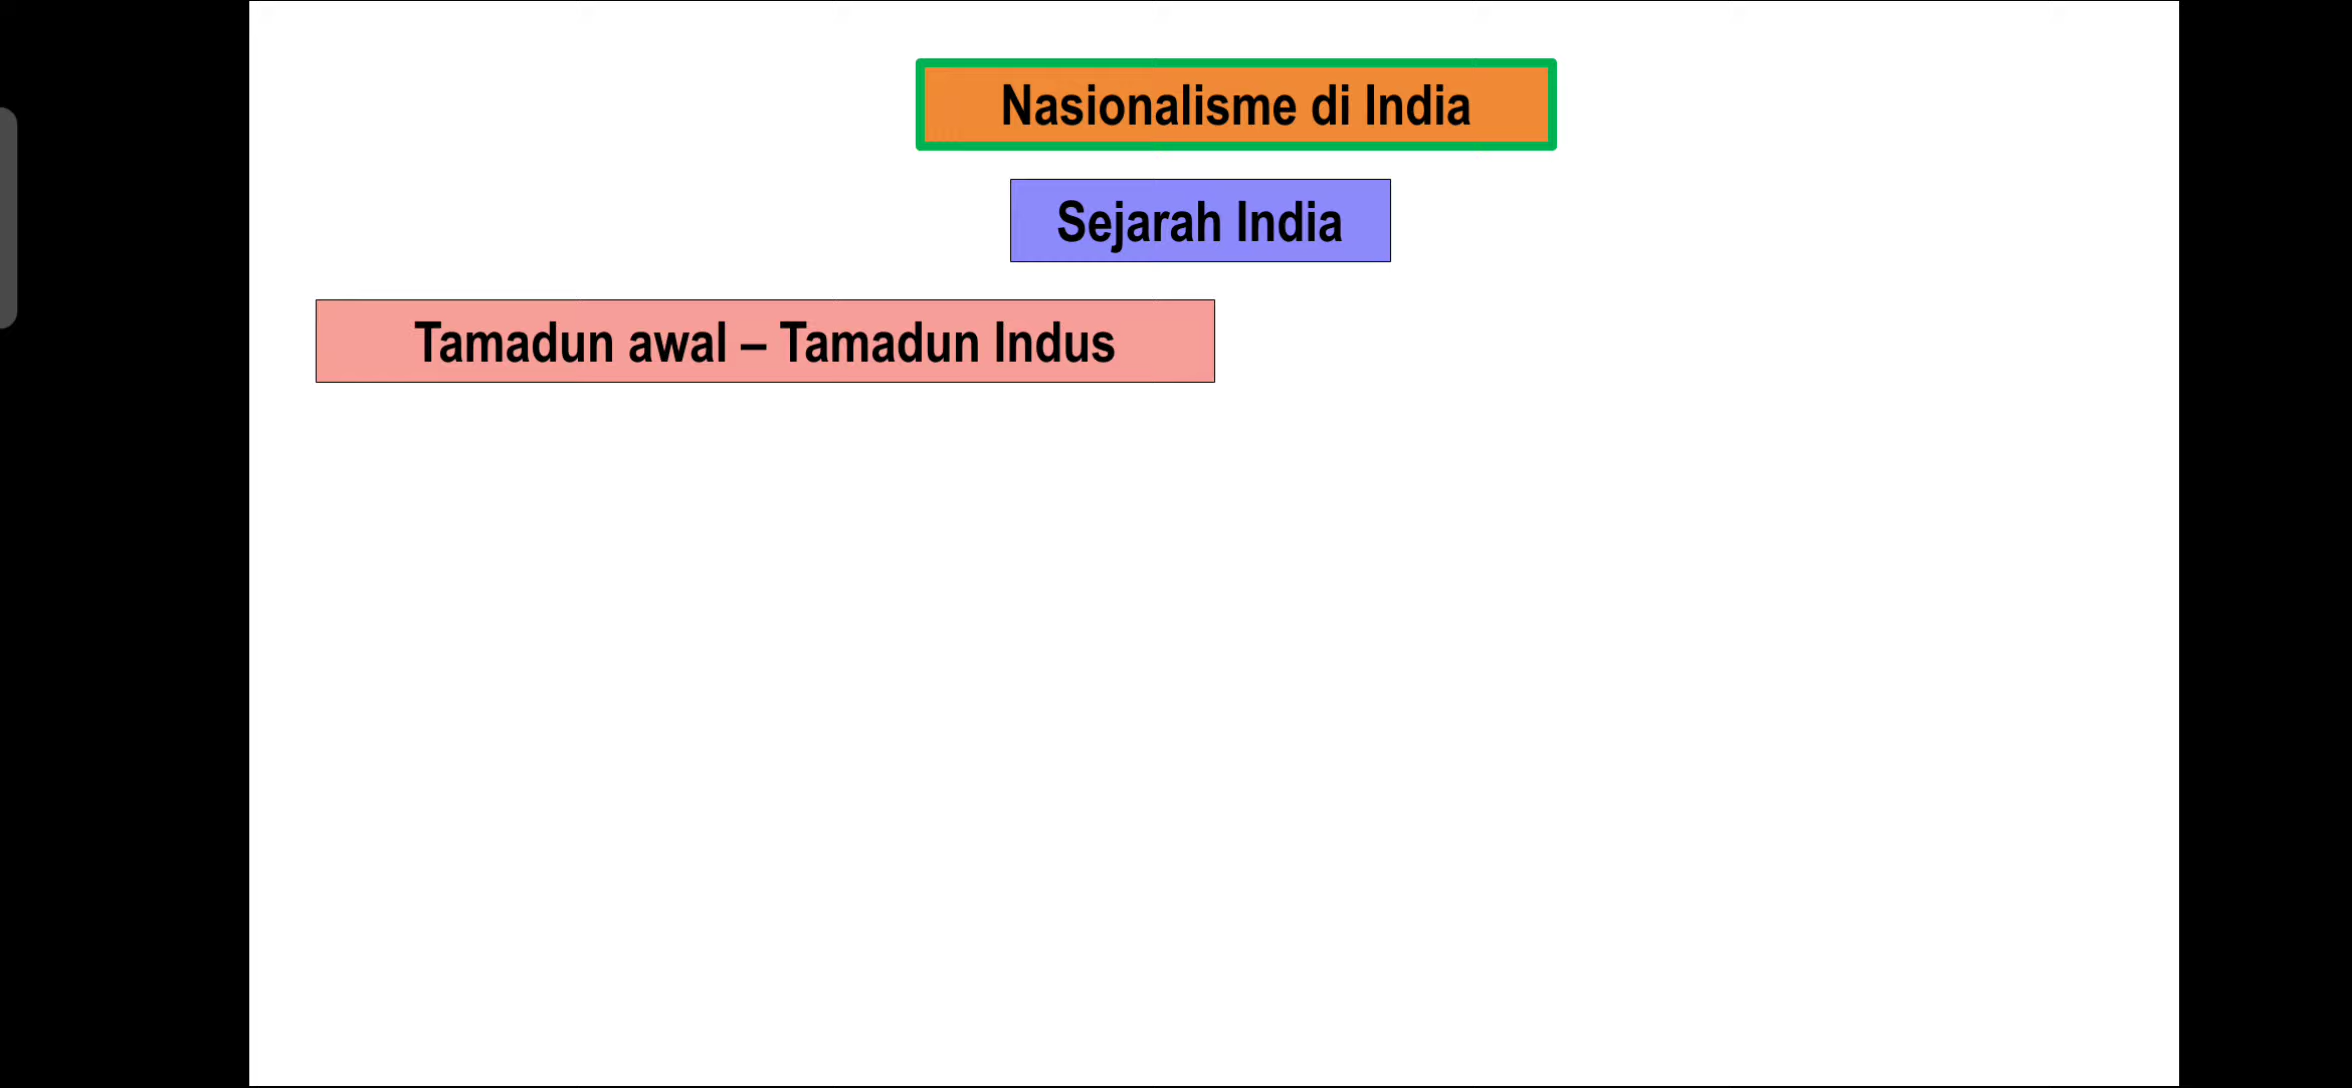 Nasionalisme di India
Sejarah India
Tamadun awal – Tamadun Indus